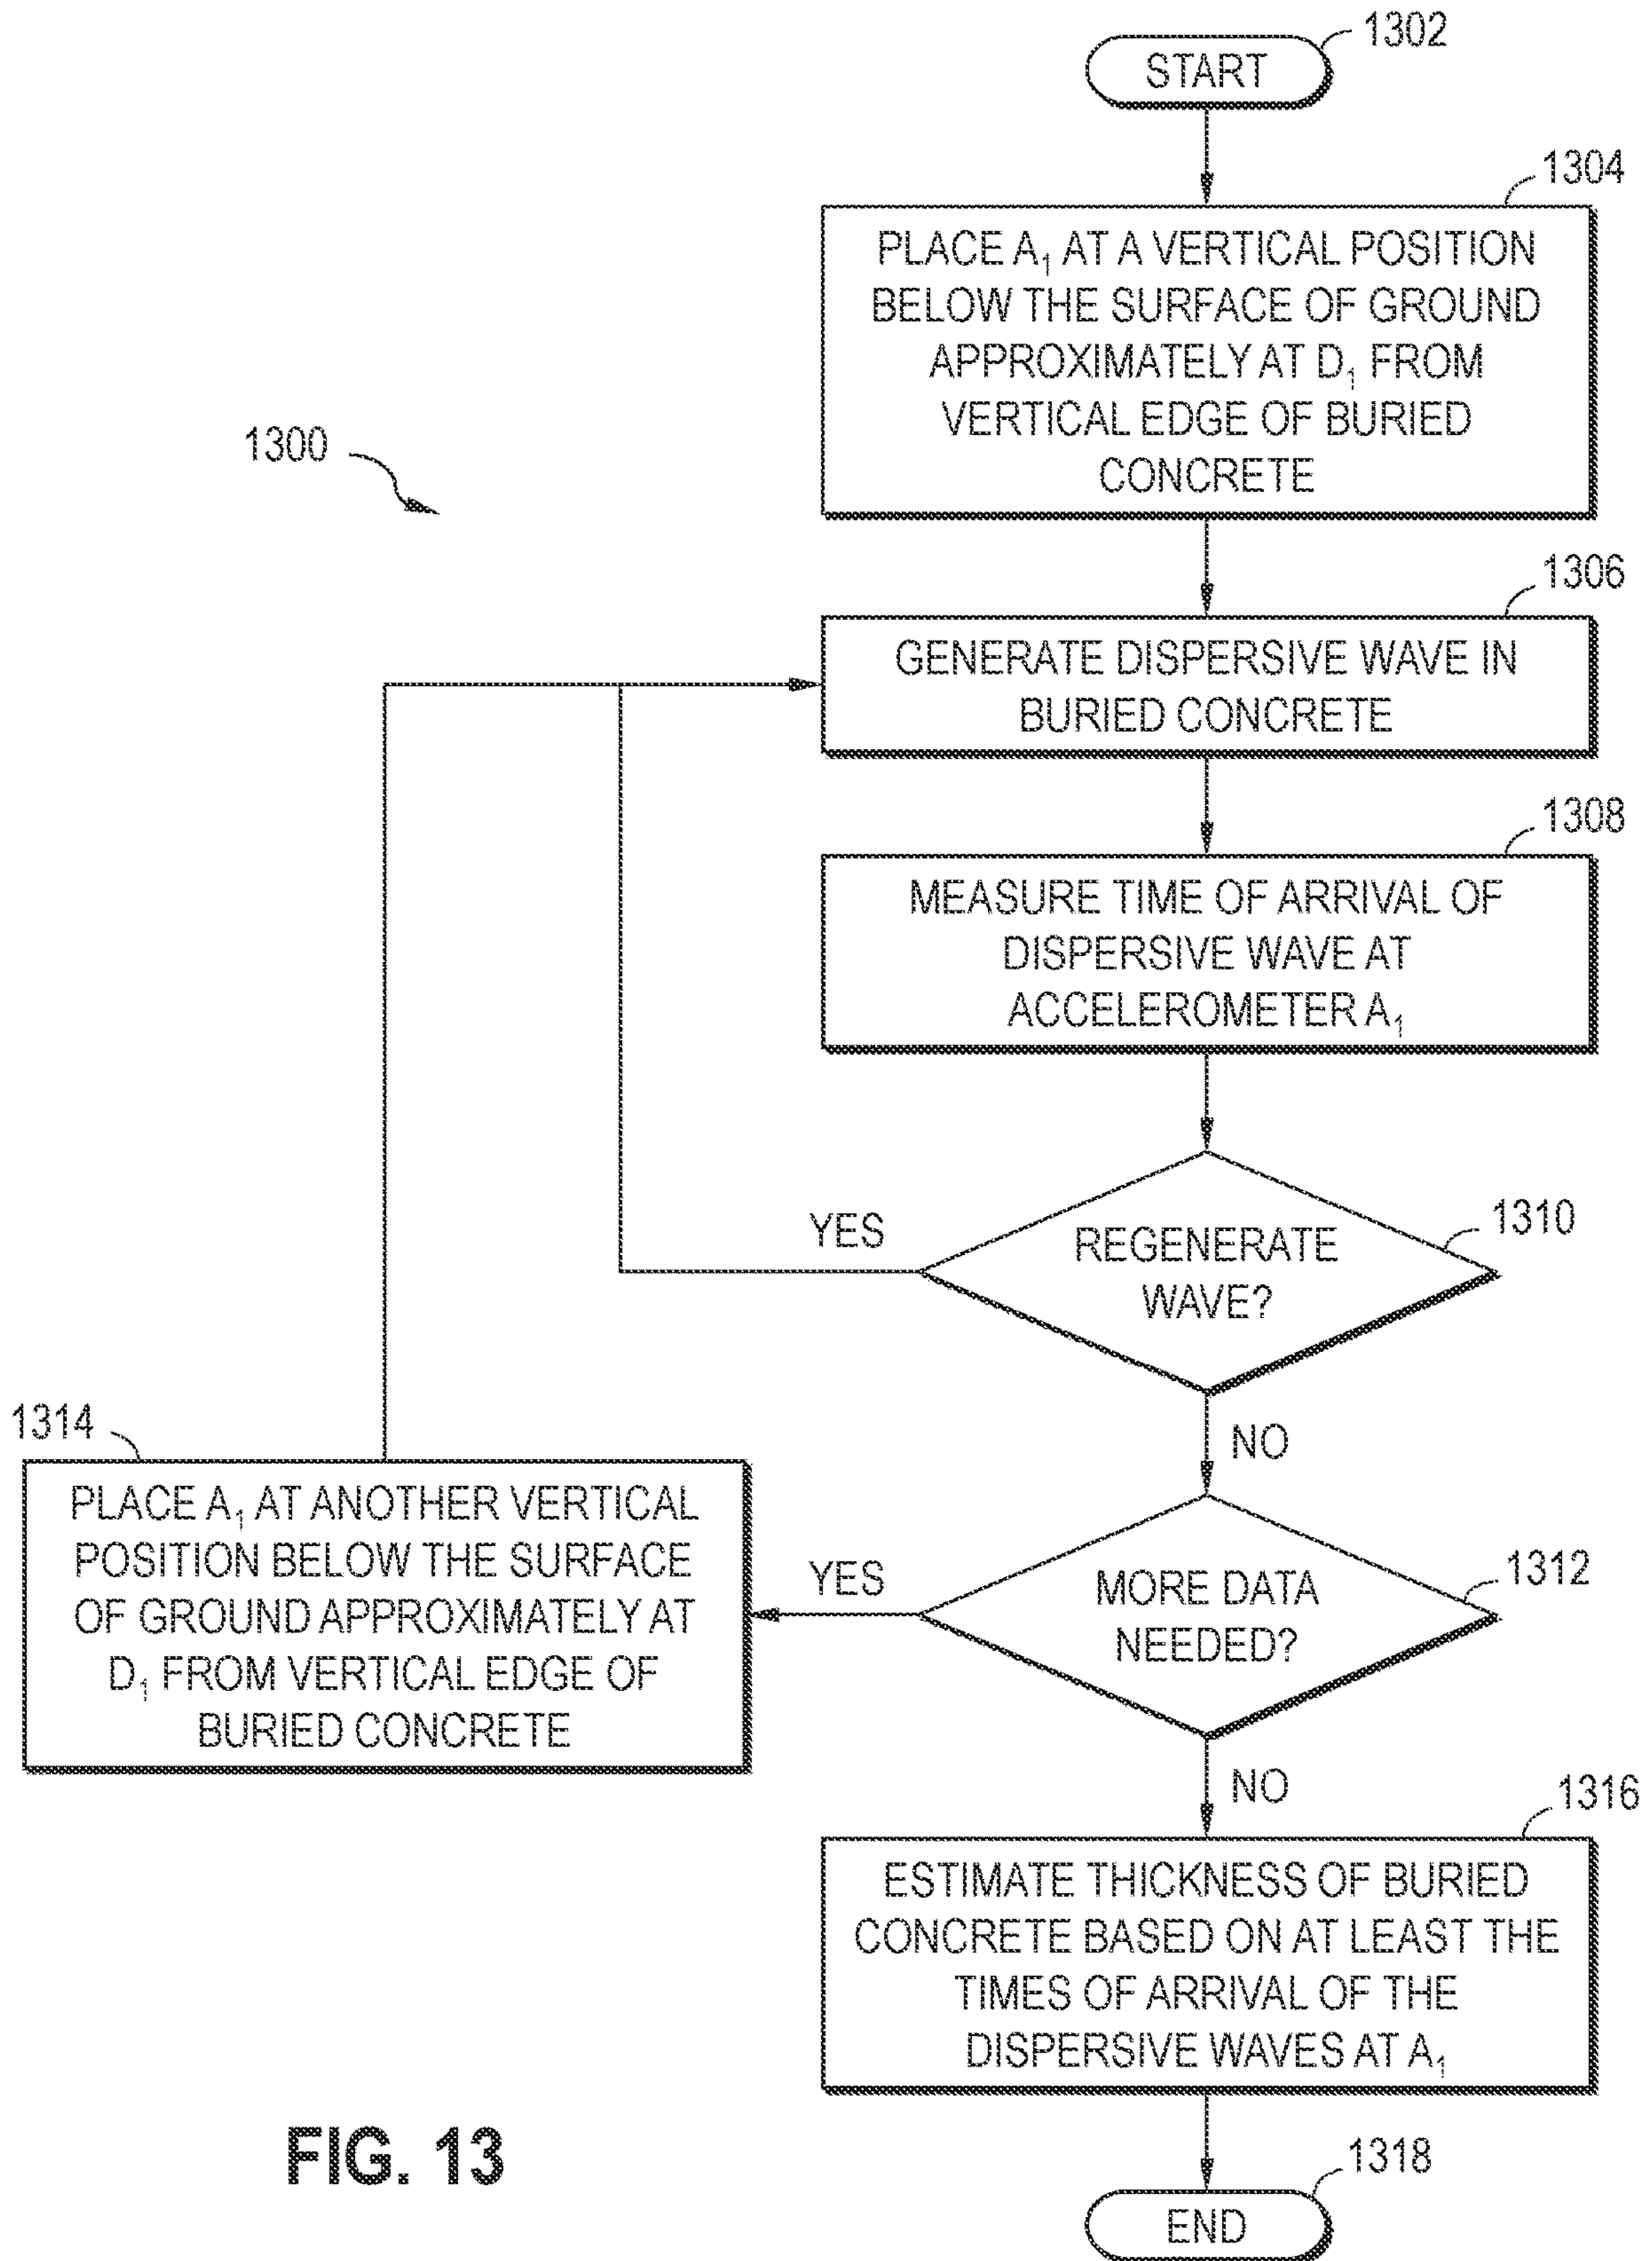 1302
START
1304
PLACE A₁ AT A VERTICAL POSITION
BELOW THE SURFACE OF GROUND
APPROXIMATELY AT D₁ FROM
VERTICAL EDGE OF BURIED
CONCRETE
1300
1306
GENERATE DISPERSIVE WAVE IN
BURIED CONCRETE
1308
MEASURE TIME OF ARRIVAL OF
DISPERSIVE WAVE AT
ACCELEROMETER A₁
1310
YES
REGENERATE
WAVE?
NO
1314
PLACE A₁ AT ANOTHER VERTICAL
POSITION BELOW THE SURFACE
OF GROUND APPROXIMATELY AT
D₁ FROM VERTICAL EDGE OF
BURIED CONCRETE
YES
1312
MORE DATA
NEEDED?
NO
1316
ESTIMATE THICKNESS OF BURIED
CONCRETE BASED ON AT LEAST THE
TIMES OF ARRIVAL OF THE
DISPERSIVE WAVES AT A₁
FIG. 13
1318
END